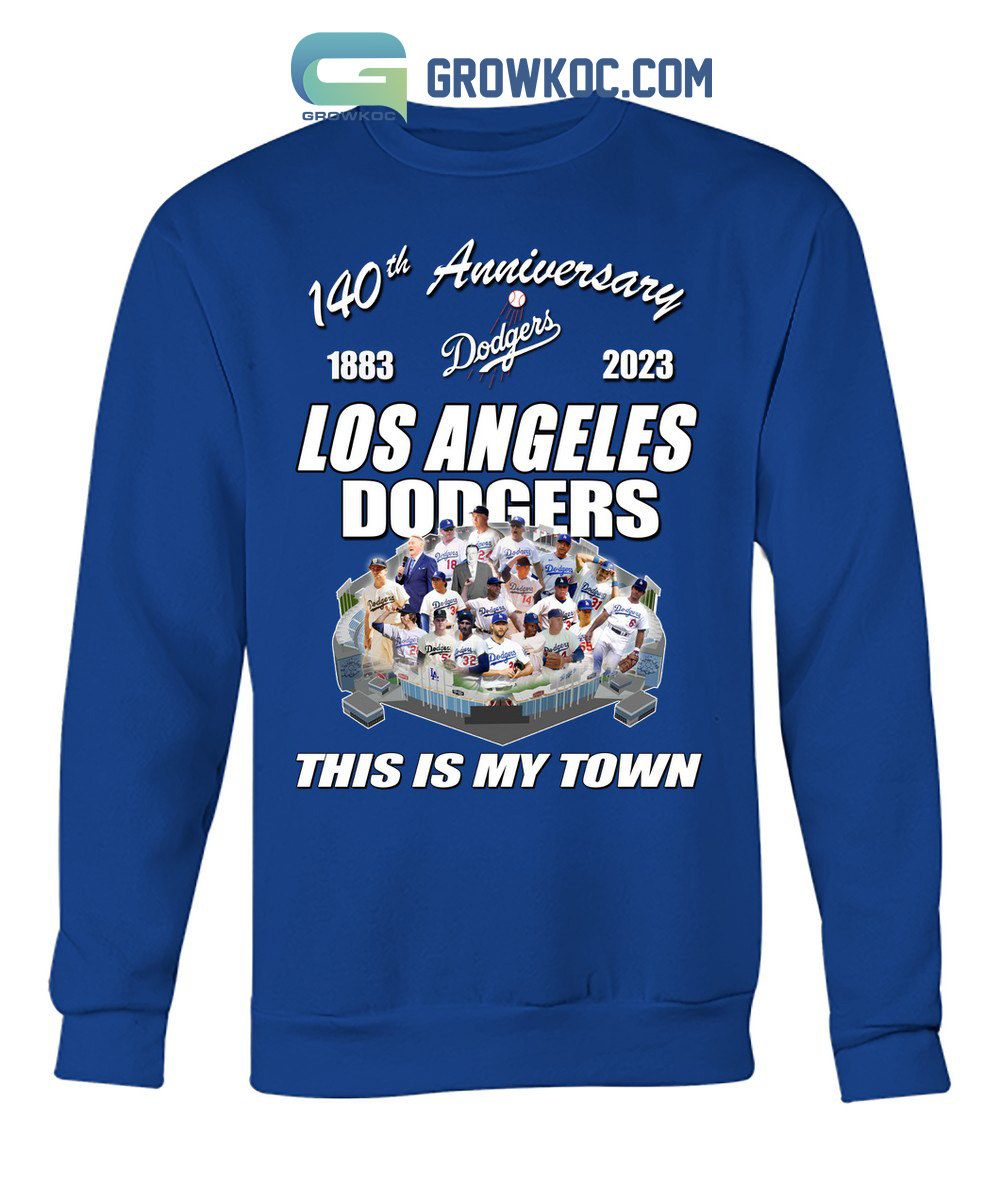 GROWKOC
GROWKOC.COM
140th Anniversary
Dodgers
1883 2023
LOS ANGELES
DODGERS
THIS IS MY TOWN